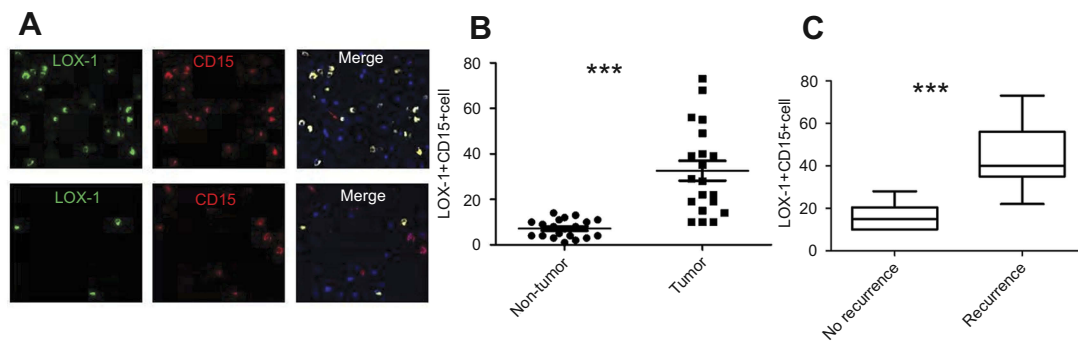 A
LOX-1
CD15
Merge
LOX-1
CD15
Merge
B
***
LOX-1+CD15+cell
80
60
40
20
0
Non-tumor
Tumor
C
***
LOX-1+CD15+cell
80
60
40
20
0
No recurrence
Recurrence